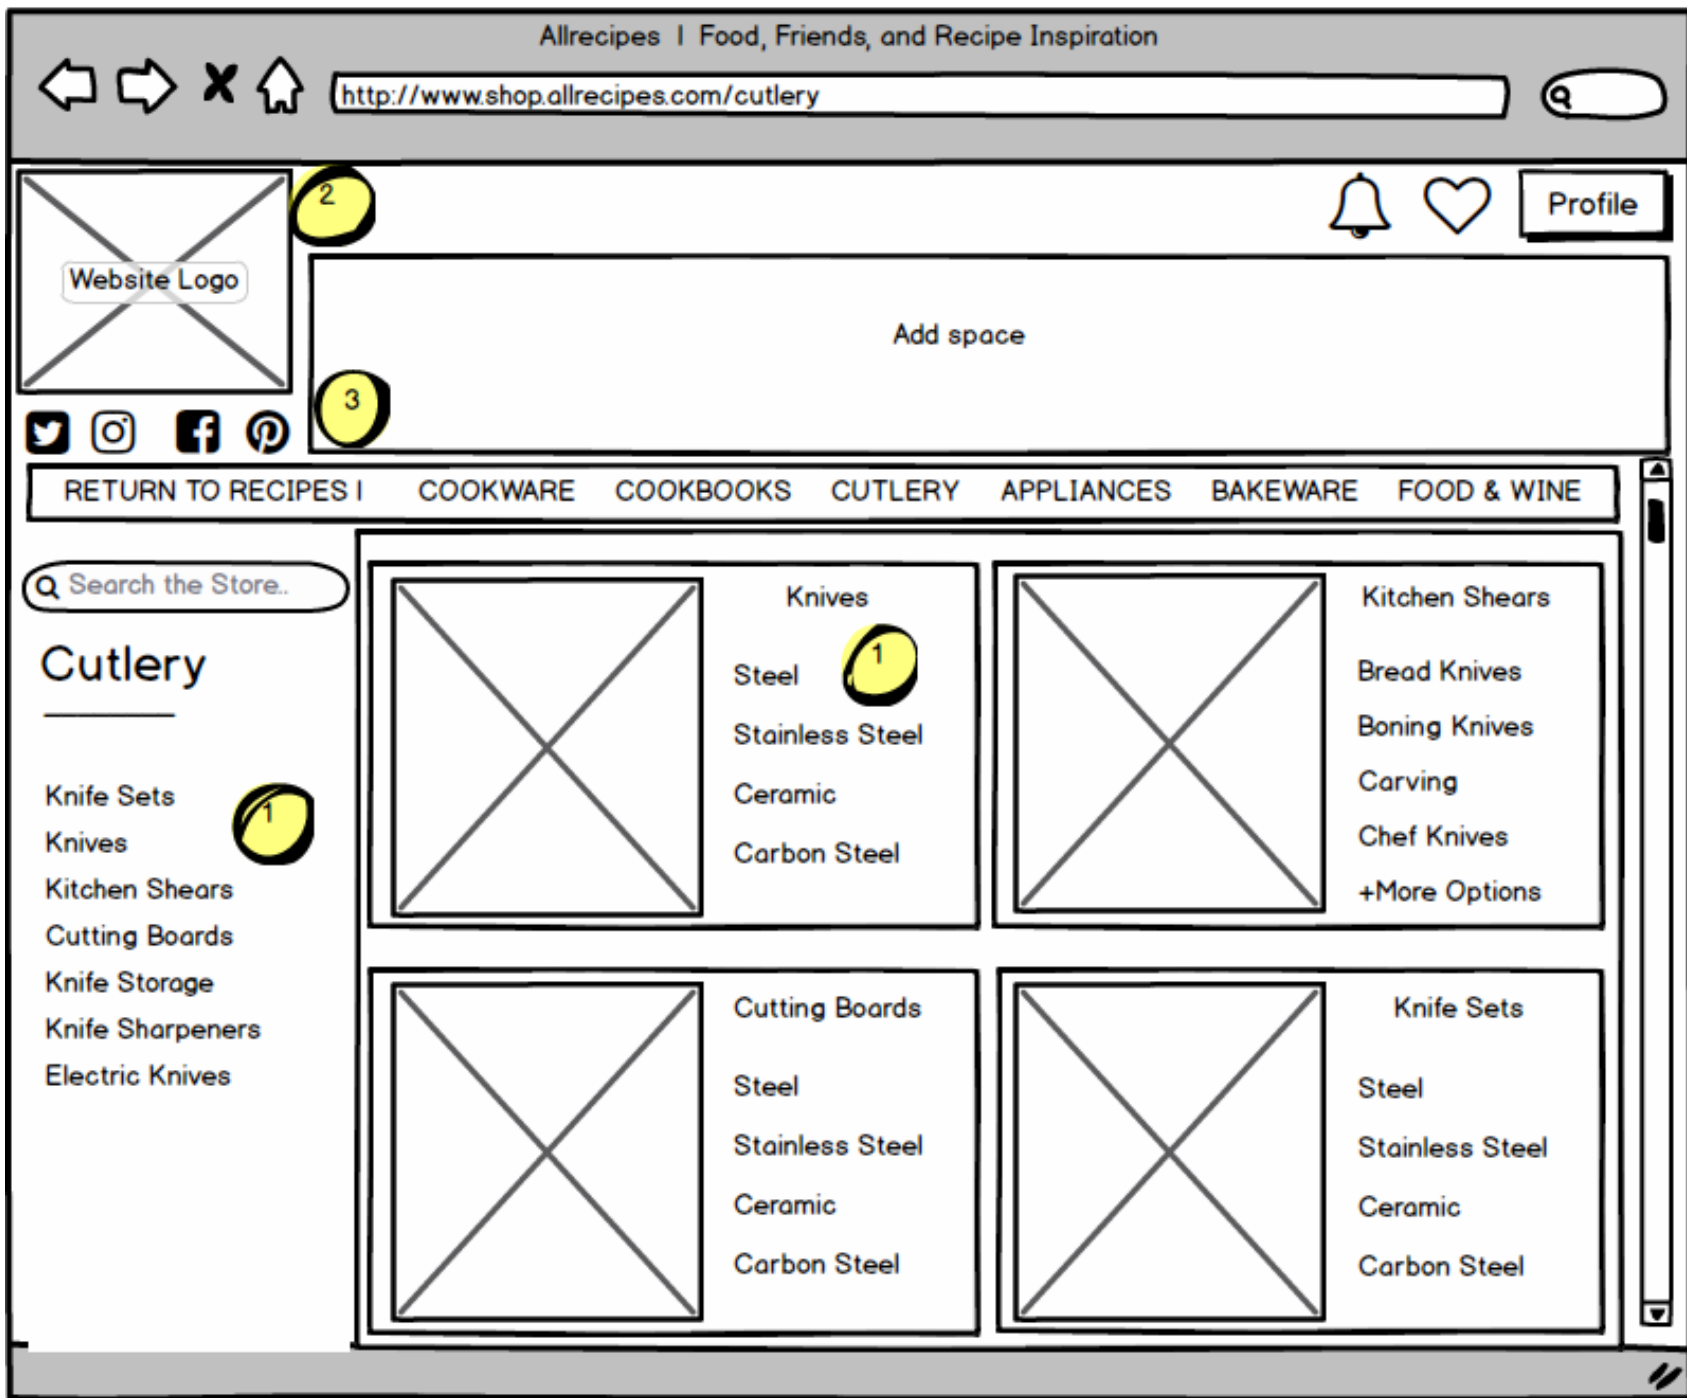 Allrecipes | Food, Friends, and Recipe Inspiration
http://www.shop.allrecipes.com/cutlery
2
Profile
Website Logo
Add space
3
RETURN TO RECIPES | COOKWARE COOKBOOKS CUTLERY APPLIANCES BAKEWARE FOOD & WINE
Search the Store..
Cutlery
Knife Sets
1
Knives
Kitchen Shears
Cutting Boards
Knife Storage
Knife Sharpeners
Electric Knives
Knives
1
Steel
Stainless Steel
Ceramic
Carbon Steel
Kitchen Shears
Bread Knives
Boning Knives
Carving
Chef Knives
+More Options
Cutting Boards
Steel
Stainless Steel
Ceramic
Carbon Steel
Knife Sets
Steel
Stainless Steel
Ceramic
Carbon Steel